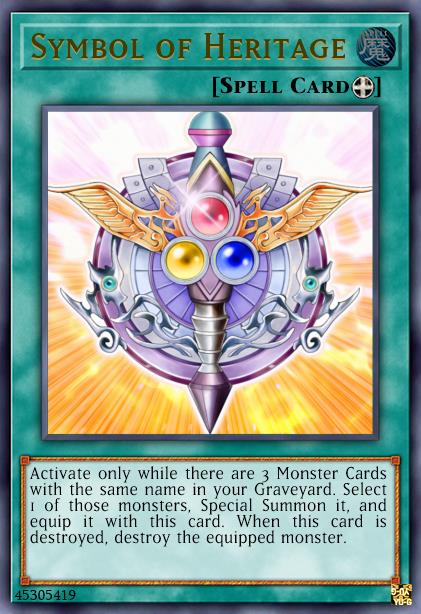 Symbol of Heritage
魔
[Spell Card]
Activate only while there are 3 Monster Cards
with the same name in your Graveyard. Select
1 of those monsters, Special Summon it, and
equip it with this card. When this card is
destroyed, destroy the equipped monster.
45305419